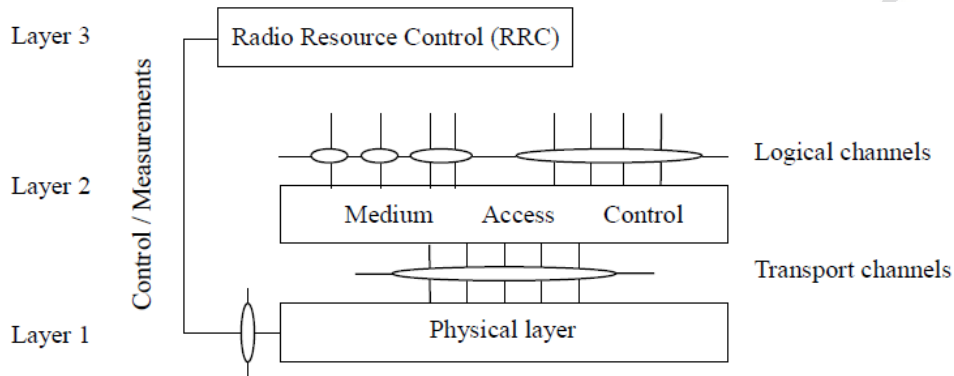 Layer 3
Radio Resource Control (RRC)
Control / Measurements
Logical channels
Layer 2
Medium Access Control
Transport channels
Layer 1
Physical layer